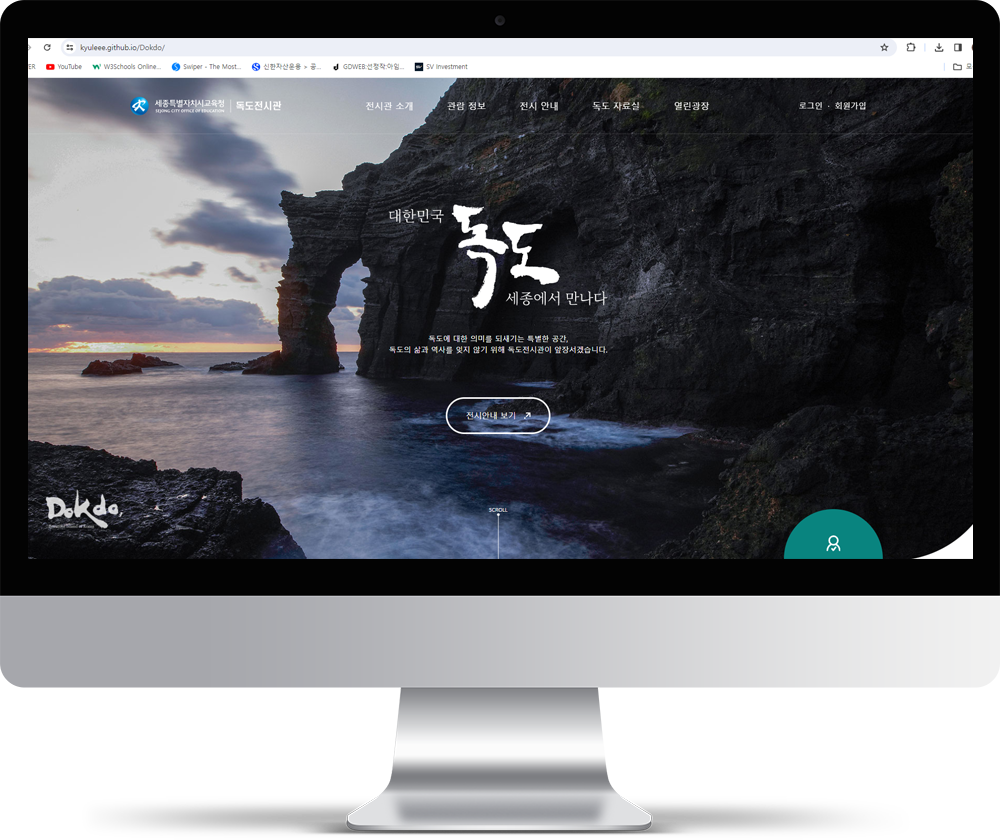 kyuleee.github.io/Dokdo/
ER YouTube W3Schools Online... Swiper - The Most... 신한자산운용 > 공... GDWEB:선정작:아임... SV Investment
세종특별자치시교육청 독도전시관
SEJONG CITY OFFICE OF EDUCATION
전시관 소개 관람 정보 전시 안내 독도 자료실 열린광장 로그인 · 회원가입
대한민국
독도
세종에서 만나다
독도에 대한 의미를 되새기는 특별한 공간,
독도의 삶과 역사를 잊지 않기 위해 독도전시관이 앞장서겠습니다.
전시안내 보기
Dokdo
SCROLL